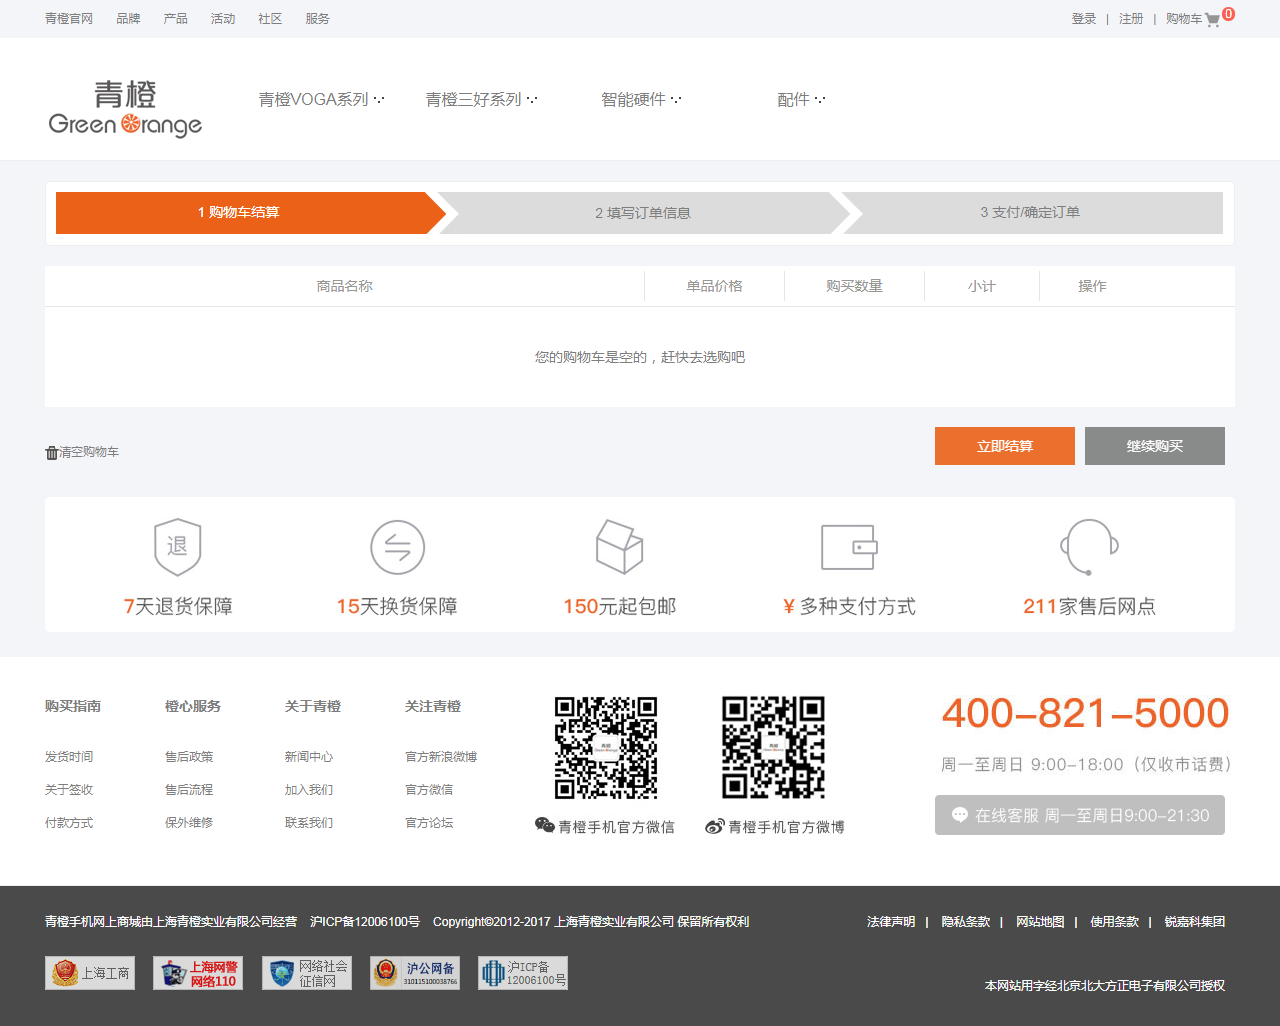 青橙官网 品牌 产品 活动 社区 服务 登录 | 注册 | 购物车 0
青橙
Green Orange
青橙VOGA系列 青橙三好系列 智能硬件 配件
1 购物车结算 2 填写订单信息 3 支付/确定订单
商品名称 单品价格 购买数量 小计 操作
您的购物车是空的，赶快去选购吧
清空购物车 立即结算 继续购买
退
7天退货保障 15天换货保障 150元起包邮 ¥ 多种支付方式 211家售后网点
购买指南 橙心服务 关于青橙 关注青橙
发货时间 售后政策 新闻中心 官方新浪微博
关于签收 售后流程 加入我们 官方微信
付款方式 保外维修 联系我们 官方论坛
青橙手机官方微信 青橙手机官方微博
400-821-5000
周一至周日 9:00-18:00（仅收市话费）
在线客服 周一至周日9:00-21:30
青橙手机网上商城由上海青橙实业有限公司经营 沪ICP备12006100号 Copyright©2012-2017 上海青橙实业有限公司 保留所有权利 法律声明 | 隐私条款 | 网站地图 | 使用条款 | 锐嘉科集团
上海工商
上海网警
网络110
网络社会
征信网
沪公网备
310115100038766
沪ICP备
12006100号
本网站用字经北京北大方正电子有限公司授权